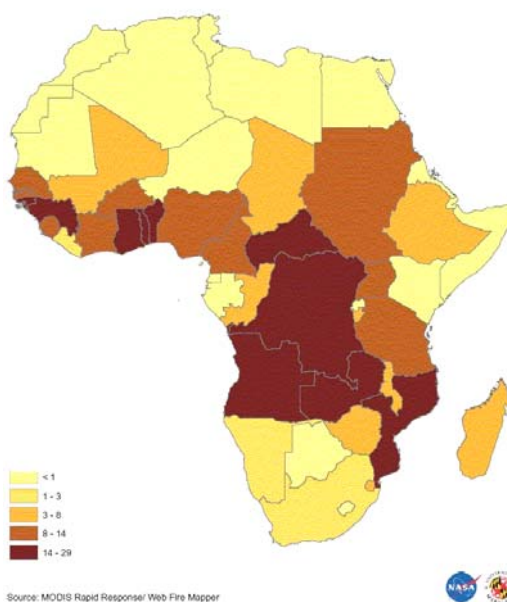 < 1
1 - 3
3 - 8
8 - 14
14 - 29
Source: MODIS Rapid Response/ Web Fire Mapper
NASA